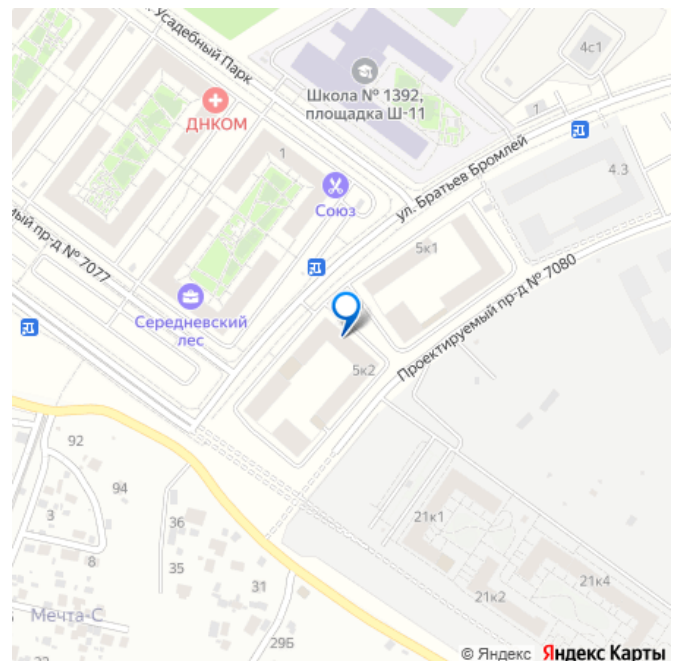 Усадебный Парк
4с1
Школа № 1392,
площадка Ш-11
ДНКОМ
1
1
ул. Братьев Бромлей
4.3
Союз
5к1
пр-д № 7077
Проектируемый пр-д № 7080
Середневский
лес
5к2
92
94
3
36
8
35
31
21к1
21к2
21к4
Мечта-С
29Б
© Яндекс Яндекс Карты